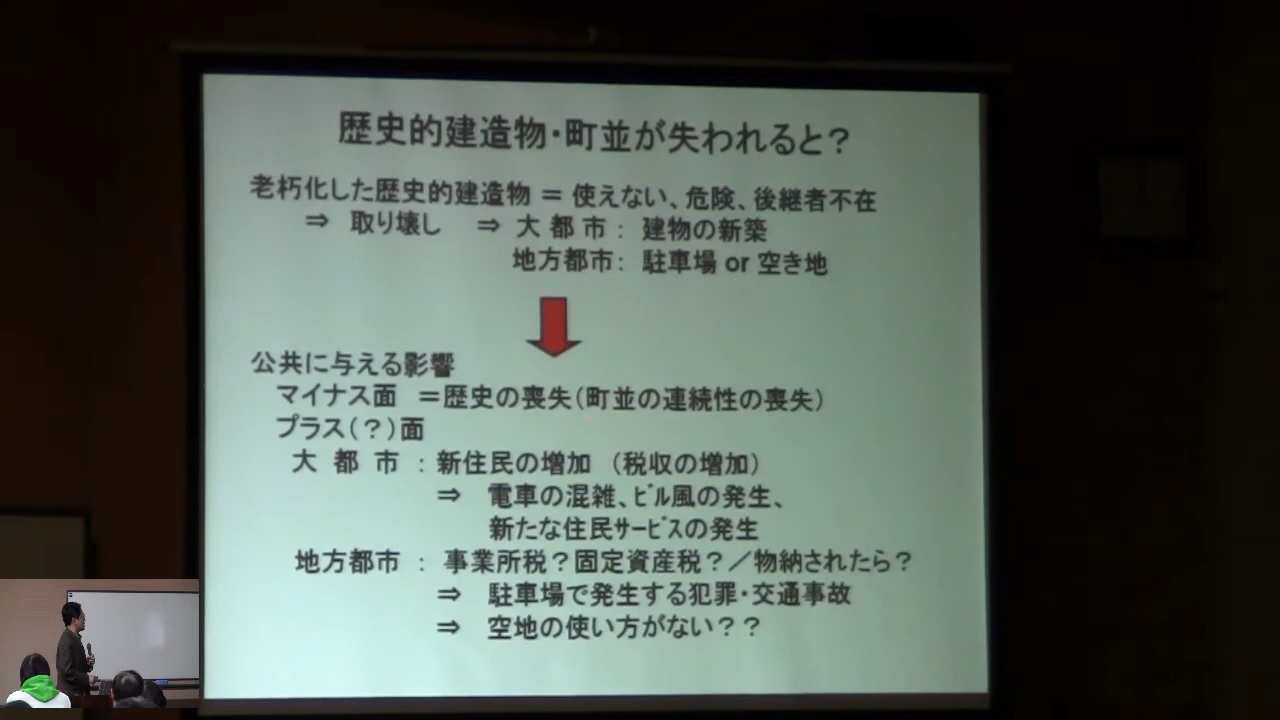 歴史的建造物・町並が失われると？
老朽化した歴史的建造物 ＝ 使えない、危険、後継者不在
⇒ 取り壊し ⇒ 大 都 市： 建物の新築
地方都市： 駐車場 or 空き地
公共に与える影響
マイナス面 ＝歴史の喪失（町並の連続性の喪失）
プラス（？）面
大 都 市 ：新住民の増加 （税収の増加）
⇒ 電車の混雑、ﾋﾞﾙ風の発生、
新たな住民ｻｰﾋﾞｽの発生
地方都市 ： 事業所税？固定資産税？／物納されたら？
⇒ 駐車場で発生する犯罪・交通事故
⇒ 空地の使い方がない？？